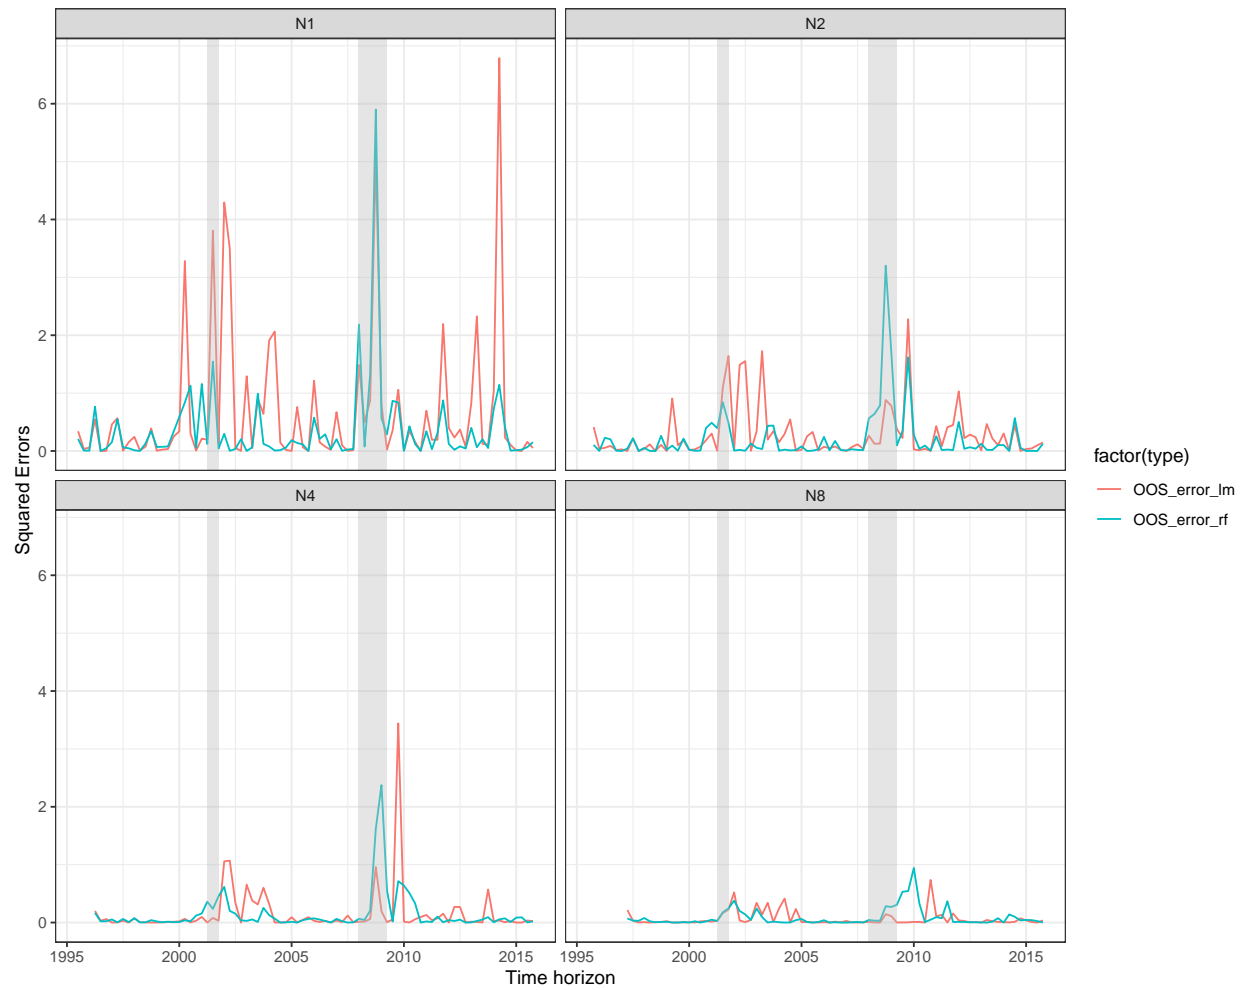 N1
N2
6
4
2
0
N4
N8
6
4
2
0
1995
2000
2005
2010
2015
1995
2000
2005
2010
2015
Squared Errors
Time horizon
factor(type)
OOS_error_lm
OOS_error_rf